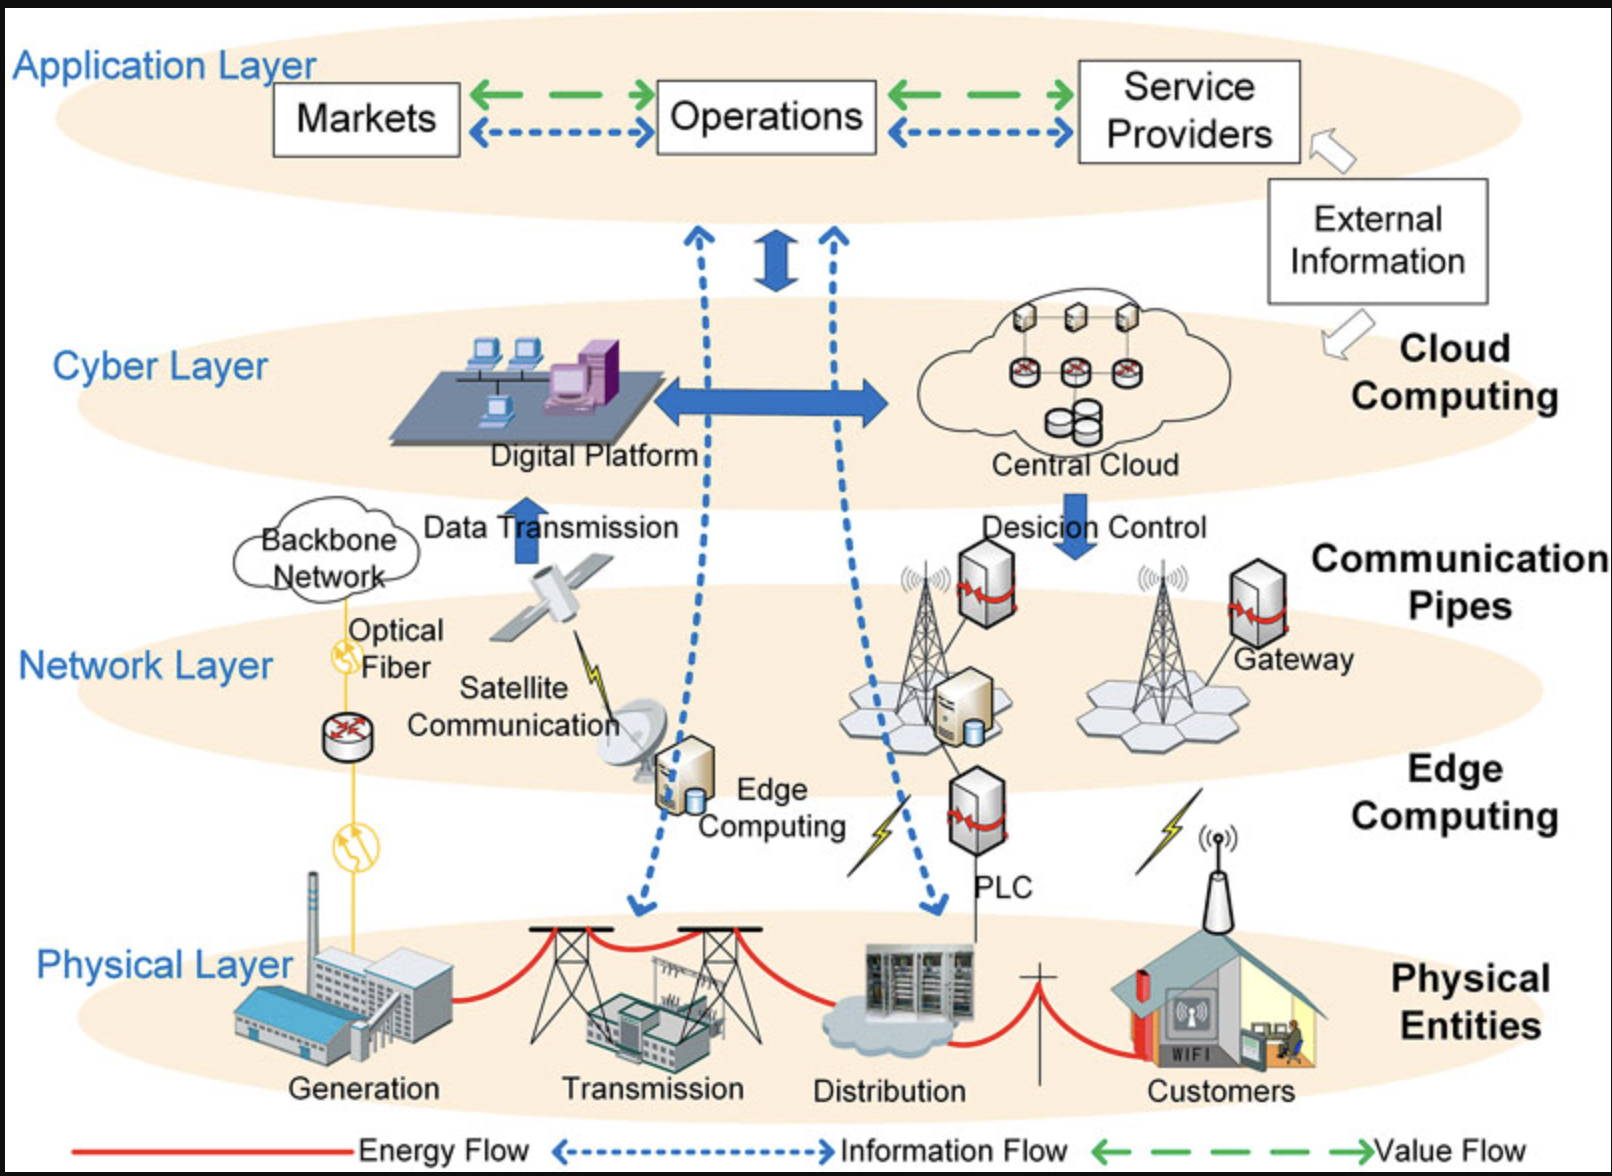 Application Layer
Markets
Operations
Service
Providers
External
Information
Cyber Layer
Cloud
Computing
Digital Platform
Central Cloud
Backbone
Network
Data Transmission
Desicion Control
Communication
Pipes
Optical
Fiber
Network Layer
Satellite
Communication
Gateway
Edge
Computing
Edge
Computing
PLC
Physical Layer
WIFI
Physical
Entities
Generation
Transmission
Distribution
Customers
Energy Flow
Information Flow
Value Flow